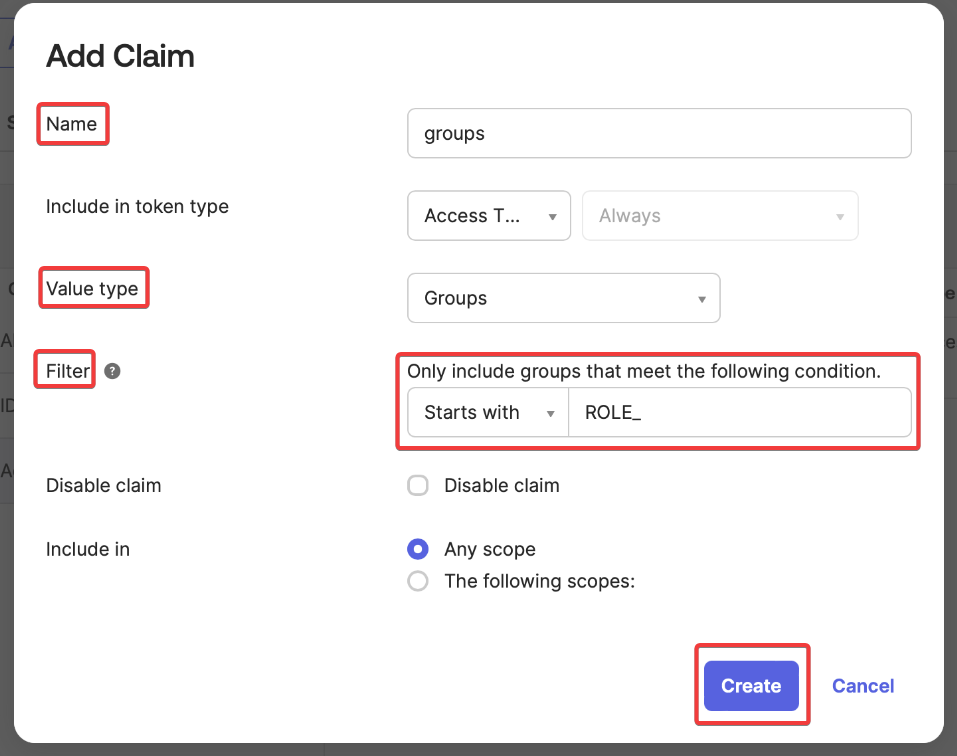 Add Claim
Name
groups
Include in token type
Access T...
Always
Value type
Groups
Filter
?
Only include groups that meet the following condition.
Starts with
ROLE_
Disable claim
Disable claim
Include in
Any scope
The following scopes:
Create
Cancel